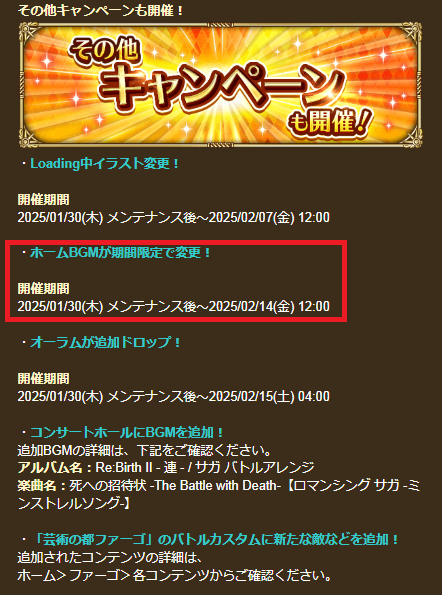 その他キャンペーンも開催！
その他
キャンペーン
も開催！
・Loading中イラスト変更！
開催期間
2025/01/30(木) メンテナンス後～2025/02/07(金) 12:00
・ホームBGMが期間限定で変更！
開催期間
2025/01/30(木) メンテナンス後～2025/02/14(金) 12:00
・オーラムが追加ドロップ！
開催期間
2025/01/30(木) メンテナンス後～2025/02/15(土) 04:00
・コンサートホールにBGMを追加！
追加BGMの詳細は、下記をご確認ください。
アルバム名：Re:Birth II - 連 - / サガ バトルアレンジ
楽曲名：死への招待状 -The Battle with Death-【ロマンシング サガ -ミ
ンストレルソング-】
・「芸術の都ファーゴ」のバトルカスタムに新たな敵などを追加！
追加されたコンテンツの詳細は、
ホーム＞ファーゴ＞各コンテンツからご確認ください。